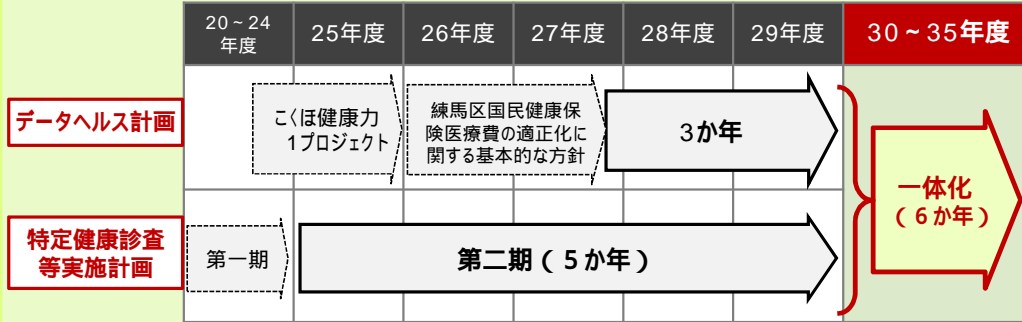 20～24
年度
25年度
26年度
27年度
28年度
29年度
30～35年度
データヘルス計画
こくほ健康力
1プロジェクト
練馬区国民健康保
険医療費の適正化に
関する基本的な方針
3か年
一体化
（6か年）
特定健康診査
等実施計画
第一期
第二期（5か年）